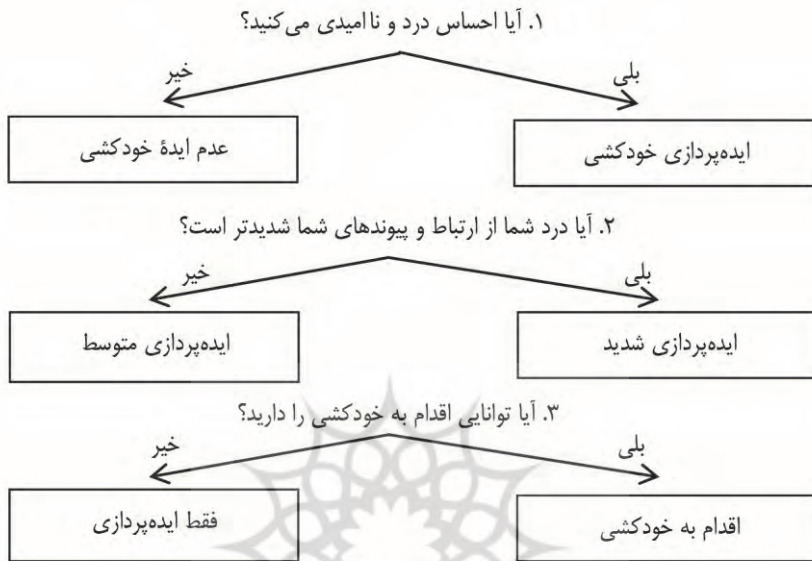 ۱. آیا احساس درد و ناامیدی می‌کنید؟
بلی
خیر
ایده‌پردازی خودکشی
عدم ایدهٔ خودکشی
۲. آیا درد شما از ارتباط و پیوندهای شما شدیدتر است؟
بلی
خیر
ایده‌پردازی شدید
ایده‌پردازی متوسط
۳. آیا توانایی اقدام به خودکشی را دارید؟
بلی
خیر
اقدام به خودکشی
فقط ایده‌پردازی